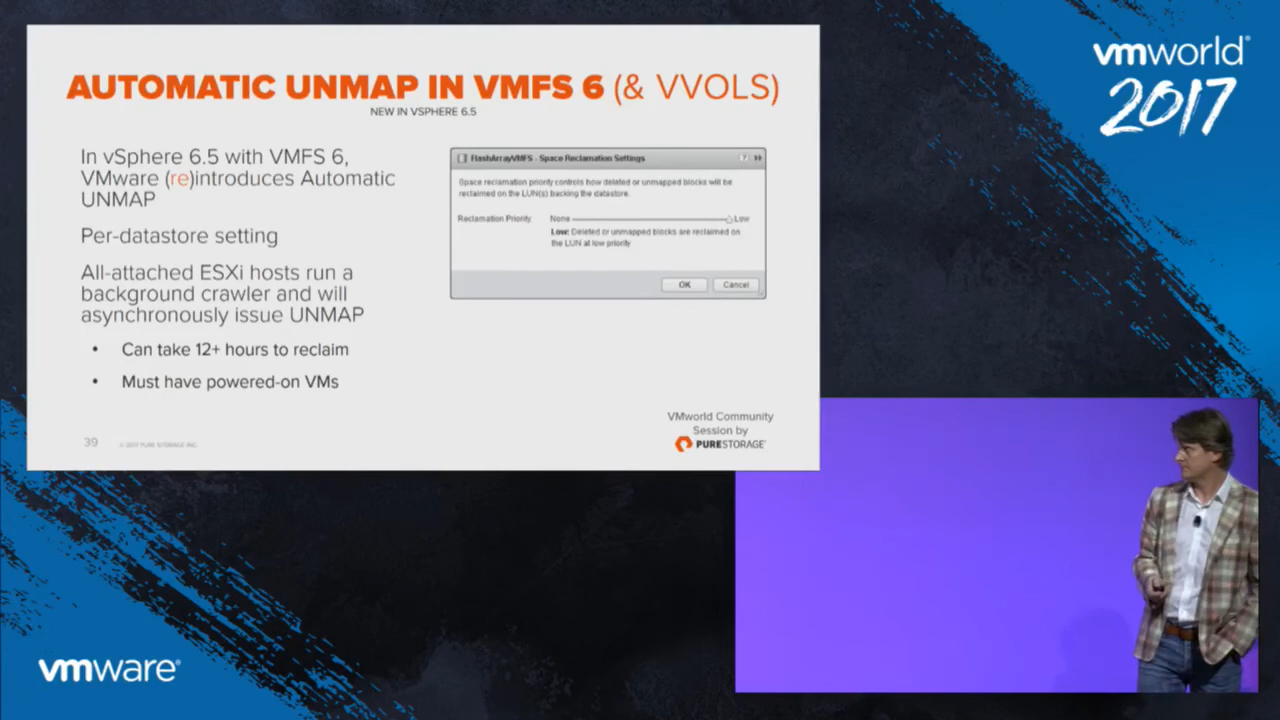 AUTOMATIC UNMAP IN VMFS 6 (& VVOLS)
NEW IN VSPHERE 6.5
In vSphere 6.5 with VMFS 6,
VMware (re)introduces Automatic
UNMAP
Per-datastore setting
All-attached ESXi hosts run a
background crawler and will
asynchronously issue UNMAP
• Can take 12+ hours to reclaim
• Must have powered-on VMs
FlashArrayVMFS - Space Reclamation Settings
Space reclamation priority controls how deleted or unmapped blocks will be
reclaimed on the LUN(s) backing the datastore.
Reclamation Priority: None Low
Low: Deleted or unmapped blocks are reclaimed on
the LUN at low priority
OK Cancel
VMworld Community
Session by
PURESTORAGE
39 © 2017 PURE STORAGE INC.
vmworld®
2017
vmware®